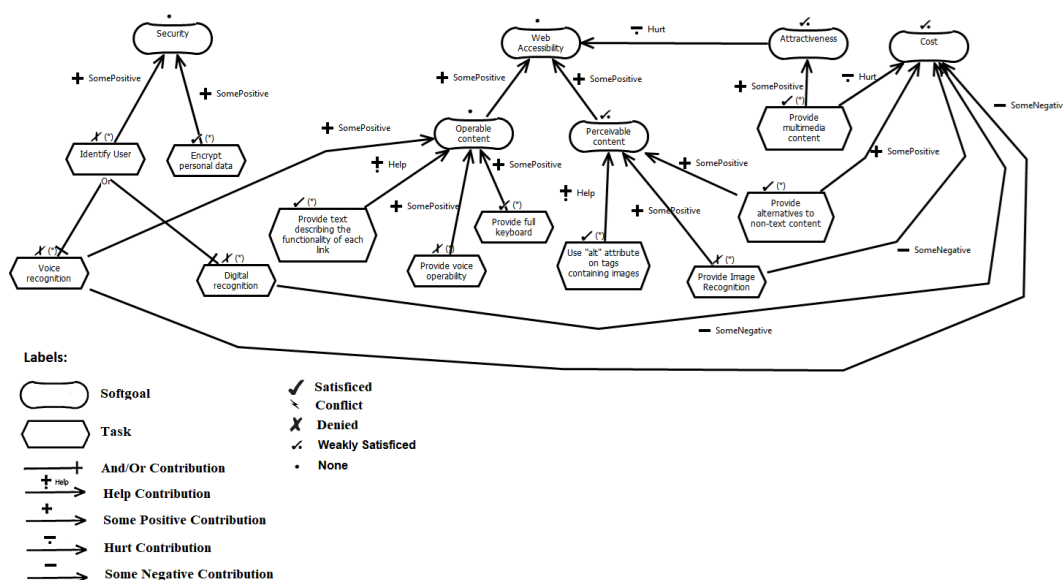 Security
Web
Accessibility
Hurt
Attractiveness
Cost
SomePositive
SomePositive
SomePositive
SomePositive
SomePositive
Hurt
SomeNegative
(*)
Identify User
(*)
Encrypt
personal data
SomePositive
Operable
content
Perceivable
content
(*)
Provide
multimedia
content
SomePositive
Or
Help
SomePositive
SomePositive
Help
SomePositive
SomePositive
(*)
Provide text
describing the
functionality of each
link
(*)
Provide full
keyboard
(*)
Provide
alternatives to
non-text content
(*)
Voice
recognition
(*)
Digital
recognition
(*)
Provide voice
operability
(*)
Use "alt" attribute
on tags
containing images
(*)
Provide Image
Recognition
SomeNegative
SomeNegative
Labels:
Softgoal
Task
And/Or Contribution
Help
Help Contribution
Some Positive Contribution
Hurt Contribution
Some Negative Contribution
Satisficed
Conflict
Denied
Weakly Satisficed
None